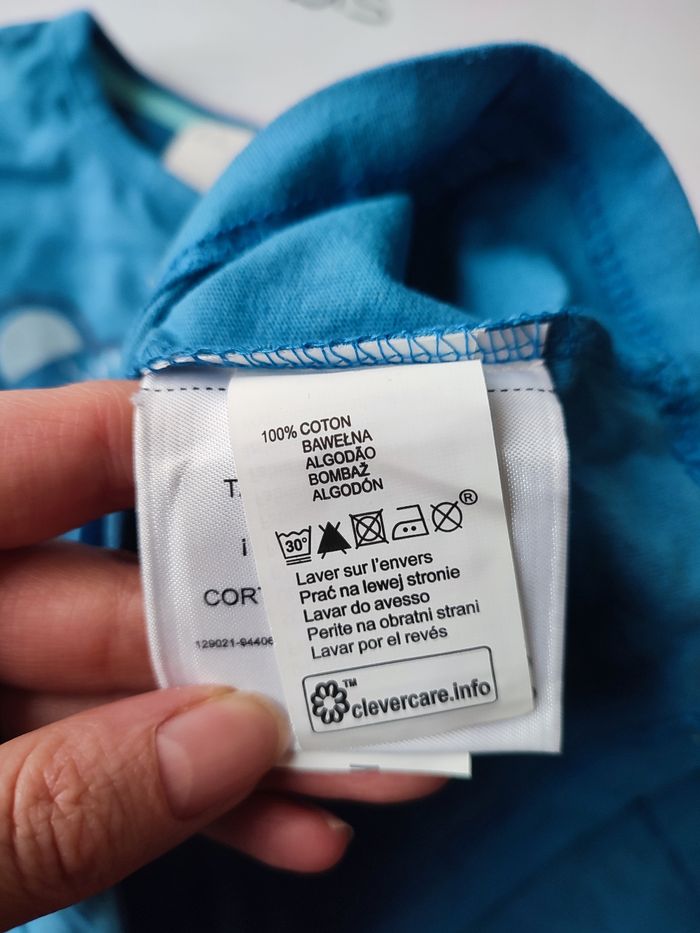 100% COTON
BAWEŁNA
ALGODÃO
BOMBAŽ
ALGODÓN
30°
®
Laver sur l'envers
Prać na lewej stronie
Lavar do avesso
Perite na obratni strani
Lavar por el revés
™
clevercare.info